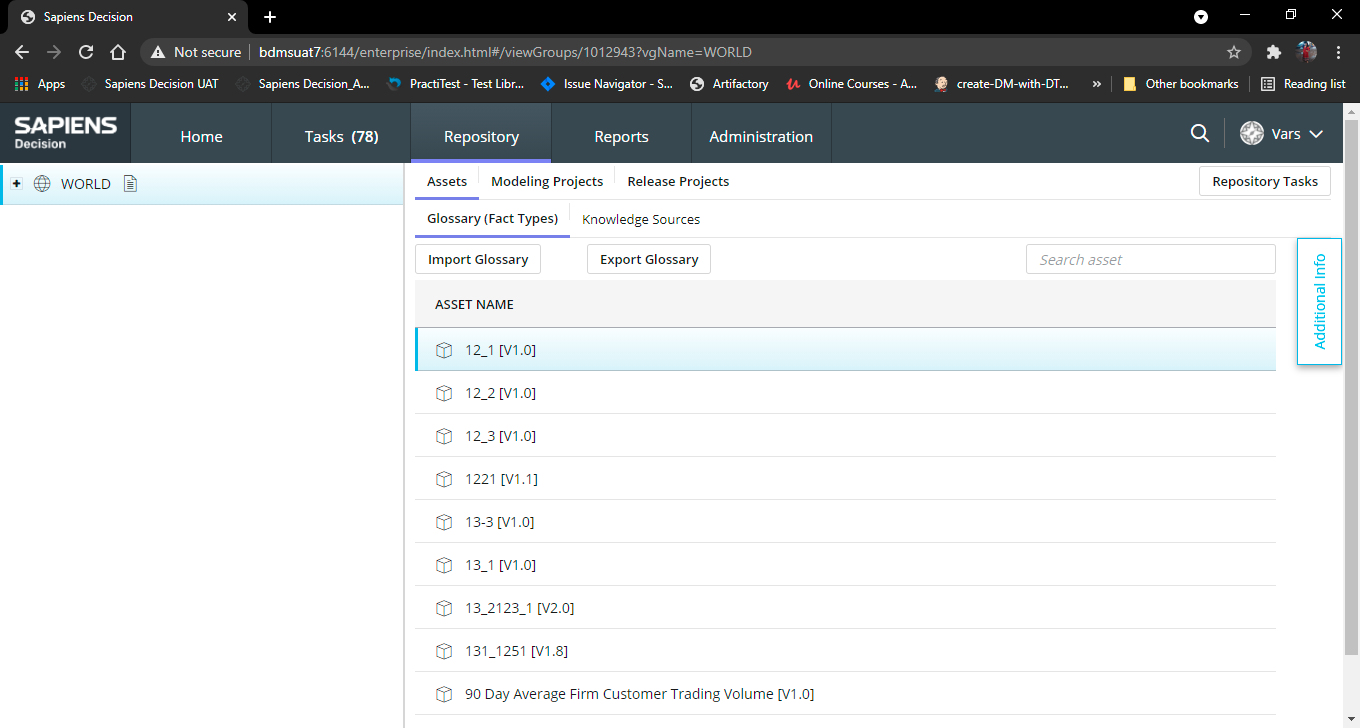 Sapiens Decision
Not secure
bdmsuat7:6144/enterprise/index.html#/viewGroups/1012943?vgName=WORLD
Apps
Sapiens Decision UAT
Sapiens Decision_A...
PractiTest - Test Libr...
Issue Navigator - S...
Artifactory
Online Courses - A...
create-DM-with-DT...
»
Other bookmarks
Reading list
SAPIENS
Decision
Home
Tasks (78)
Repository
Reports
Administration
Vars
WORLD
Assets
Modeling Projects
Release Projects
Repository Tasks
Glossary (Fact Types)
Knowledge Sources
Import Glossary
Export Glossary
Search asset
Additional Info
ASSET NAME
12_1 [V1.0]
12_2 [V1.0]
12_3 [V1.0]
1221 [V1.1]
13-3 [V1.0]
13_1 [V1.0]
13_2123_1 [V2.0]
131_1251 [V1.8]
90 Day Average Firm Customer Trading Volume [V1.0]